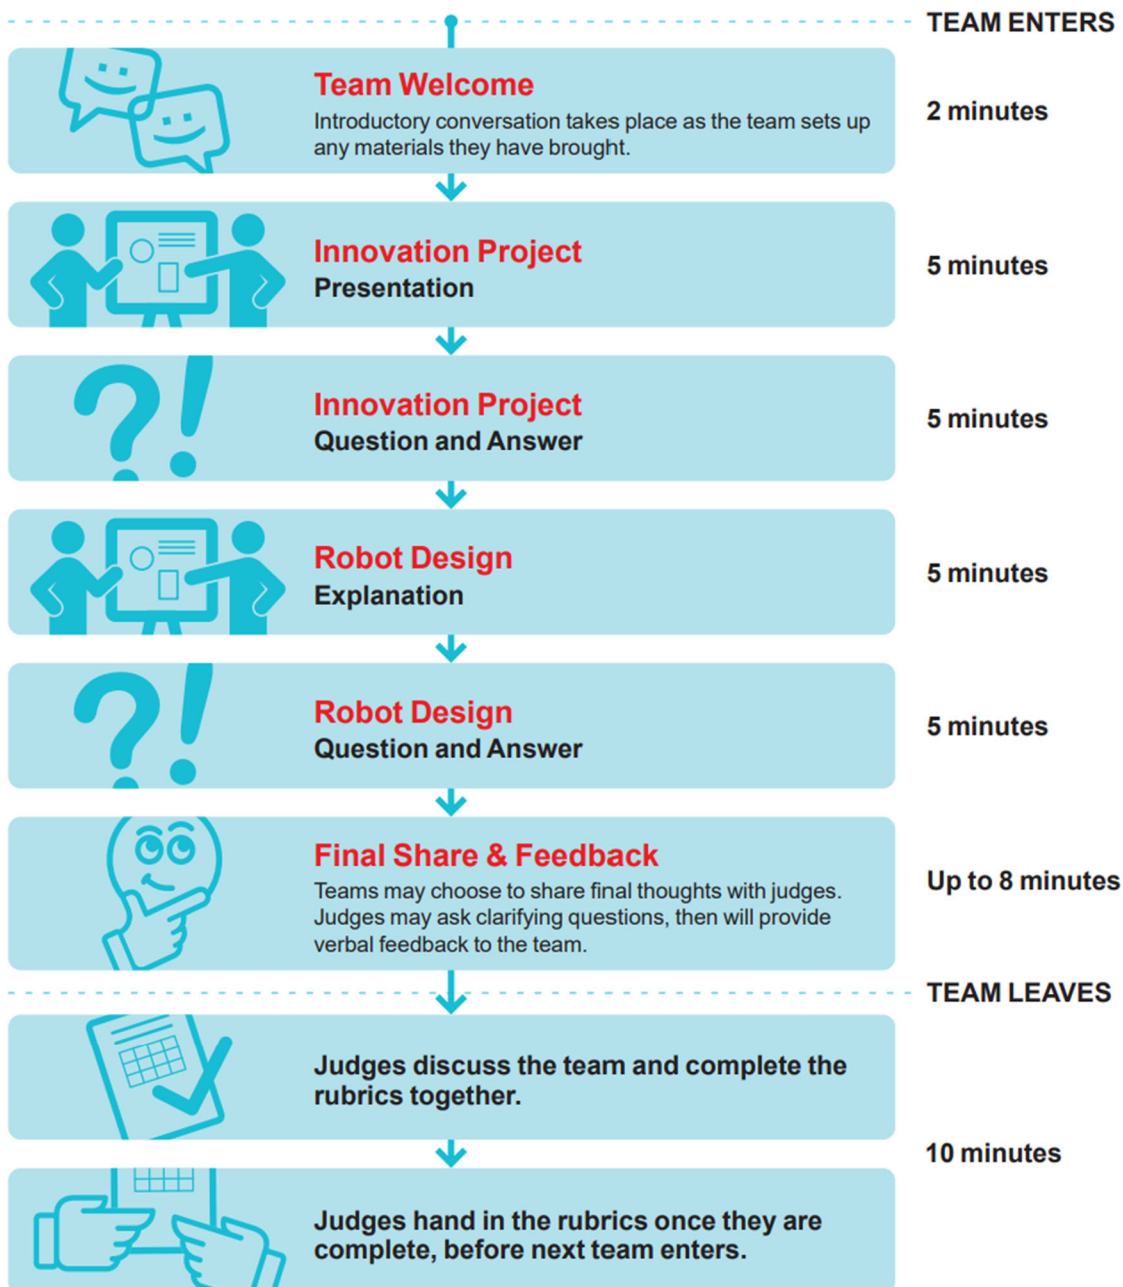 TEAM ENTERS
Team Welcome
Introductory conversation takes place as the team sets up
any materials they have brought.
2 minutes
Innovation Project
Presentation
5 minutes
Innovation Project
Question and Answer
5 minutes
Robot Design
Explanation
5 minutes
Robot Design
Question and Answer
5 minutes
Final Share & Feedback
Teams may choose to share final thoughts with judges.
Judges may ask clarifying questions, then will provide
verbal feedback to the team.
Up to 8 minutes
TEAM LEAVES
Judges discuss the team and complete the
rubrics together.
10 minutes
Judges hand in the rubrics once they are
complete, before next team enters.